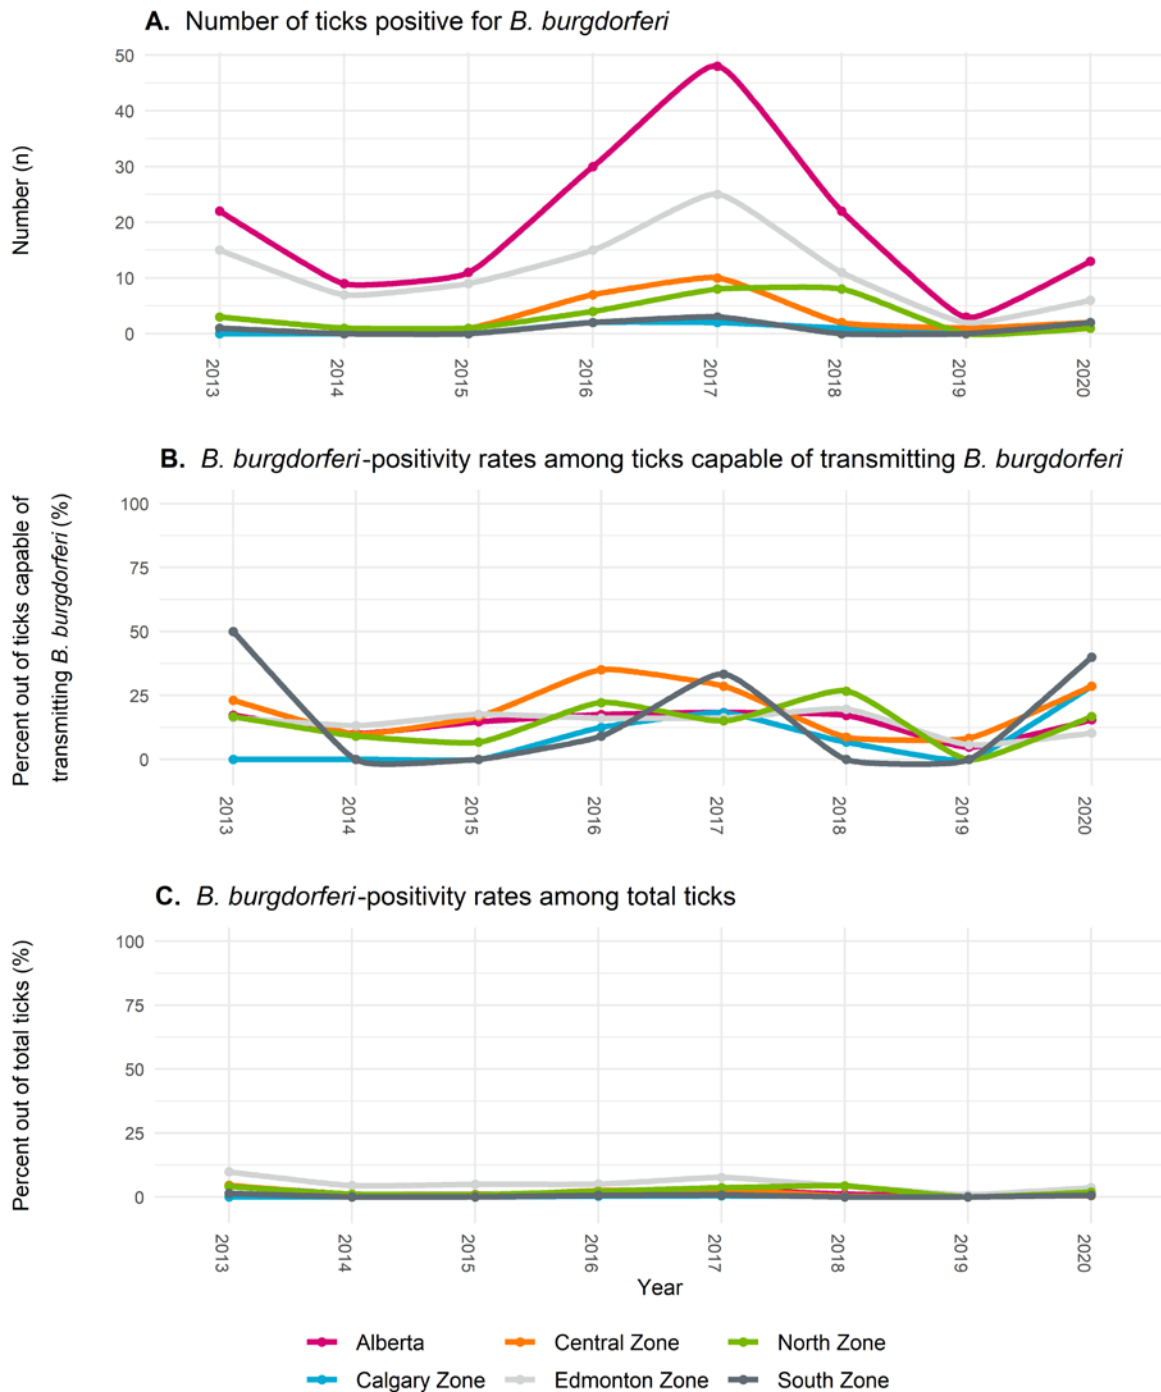 A. Number of ticks positive for B. burgdorferi
Number (n)
50
40
30
20
10
0
2013 2014 2015 2016 2017 2018 2019 2020
B. B. burgdorferi-positivity rates among ticks capable of transmitting B. burgdorferi
Percent out of ticks capable of
transmitting B. burgdorferi (%)
100
75
50
25
0
2013 2014 2015 2016 2017 2018 2019 2020
C. B. burgdorferi-positivity rates among total ticks
Percent out of total ticks (%)
100
75
50
25
0
2013 2014 2015 2016 2017 2018 2019 2020
Year
Alberta Central Zone North Zone
Calgary Zone Edmonton Zone South Zone